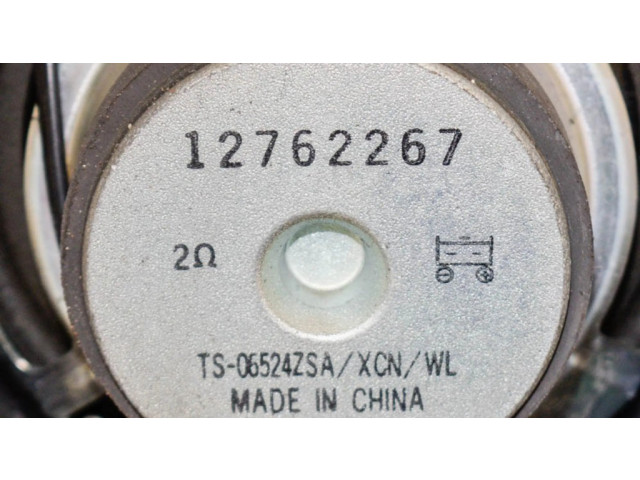 12762267
2Ω
⊖ ⊕
TS-06524ZSA/XCN/WL
MADE IN CHINA